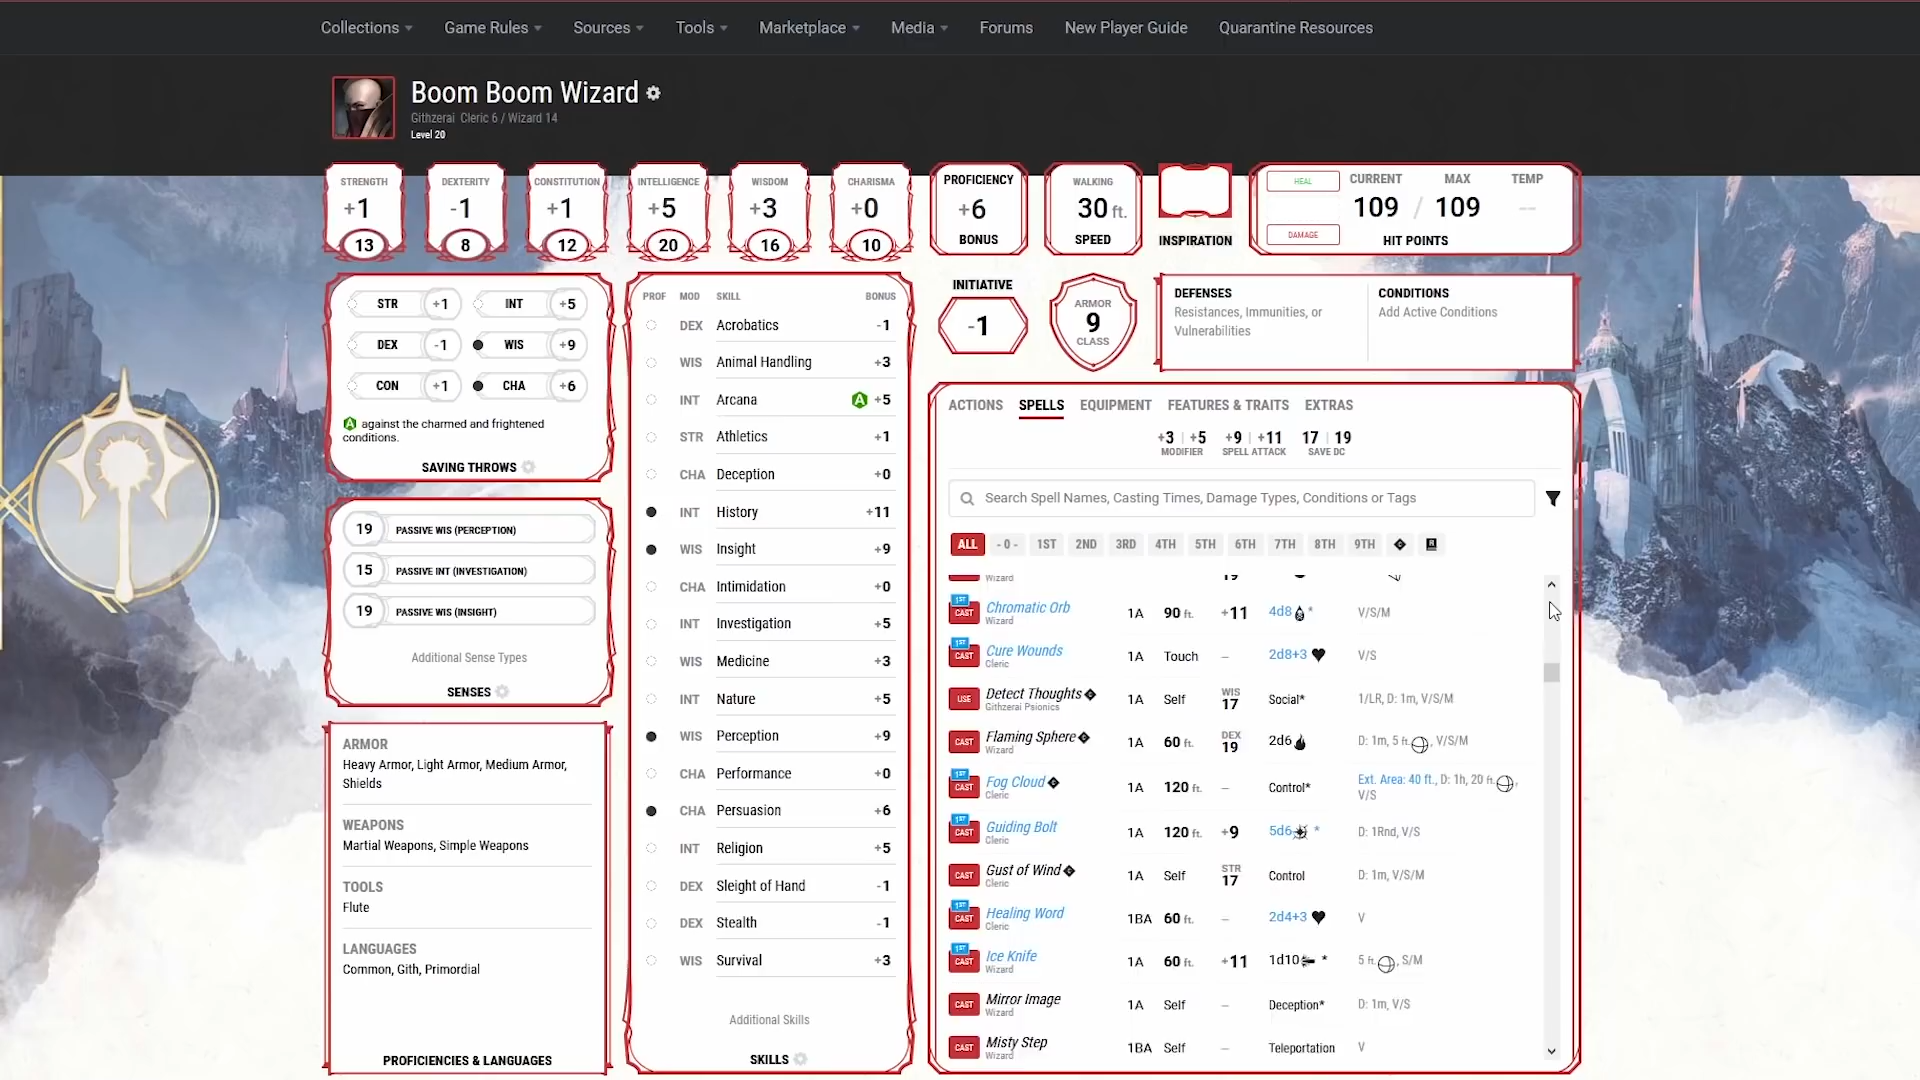 Collections Game Rules Sources Tools Marketplace Media Forums New Player Guide Quarantine Resources
Boom Boom Wizard
Githzerai Cleric 6 / Wizard 14
Level 20
STRENGTH +1 13
DEXTERITY -1 8
CONSTITUTION +1 12
INTELLIGENCE +5 20
WISDOM +3 16
CHARISMA +0 10
PROFICIENCY +6 BONUS
WALKING 30 ft. SPEED
INSPIRATION
HEAL
DAMAGE
CURRENT MAX TEMP
109 / 109 --
HIT POINTS
STR +1 INT +5
DEX -1 WIS +9
CON +1 CHA +6
A against the charmed and frightened
conditions.
SAVING THROWS
19 PASSIVE WIS (PERCEPTION)
15 PASSIVE INT (INVESTIGATION)
19 PASSIVE WIS (INSIGHT)
Additional Sense Types
SENSES
ARMOR
Heavy Armor, Light Armor, Medium Armor,
Shields
WEAPONS
Martial Weapons, Simple Weapons
TOOLS
Flute
LANGUAGES
Common, Gith, Primordial
PROFICIENCIES & LANGUAGES
PROF MOD SKILL BONUS
DEX Acrobatics -1
WIS Animal Handling +3
INT Arcana A +5
STR Athletics +1
CHA Deception +0
INT History +11
WIS Insight +9
CHA Intimidation +0
INT Investigation +5
WIS Medicine +3
INT Nature +5
WIS Perception +9
CHA Performance +0
CHA Persuasion +6
INT Religion +5
DEX Sleight of Hand -1
DEX Stealth -1
WIS Survival +3
Additional Skills
SKILLS
INITIATIVE
-1
ARMOR
9
CLASS
DEFENSES
Resistances, Immunities, or
Vulnerabilities
CONDITIONS
Add Active Conditions
ACTIONS SPELLS EQUIPMENT FEATURES & TRAITS EXTRAS
+3 | +5 +9 | +11 17 | 19
MODIFIER SPELL ATTACK SAVE DC
Search Spell Names, Casting Times, Damage Types, Conditions or Tags
ALL - 0 - 1ST 2ND 3RD 4TH 5TH 6TH 7TH 8TH 9TH C R
Wizard 19
1ST CAST Chromatic Orb 1A 90 ft. +11 4d8 * V/S/M
Wizard
1ST CAST Cure Wounds 1A Touch – 2d8+3 V/S
Cleric
USE Detect Thoughts C 1A Self WIS 17 Social* 1/LR, D: 1m, V/S/M
Githzerai Psionics
CAST Flaming Sphere C 1A 60 ft. DEX 19 2d6 D: 1m, 5 ft. , V/S/M
Wizard
1ST CAST Fog Cloud C 1A 120 ft. – Control* Ext. Area: 40 ft., D: 1h, 20 ft. ,
Cleric V/S
1ST CAST Guiding Bolt 1A 120 ft. +9 5d6 * D: 1Rnd, V/S
Cleric
CAST Gust of Wind C 1A Self STR 17 Control D: 1m, V/S/M
Cleric
1ST CAST Healing Word 1BA 60 ft. – 2d4+3 V
Cleric
1ST CAST Ice Knife 1A 60 ft. +11 1d10 * 5 ft. , S/M
Wizard
CAST Mirror Image 1A Self – Deception* D: 1m, V/S
Wizard
CAST Misty Step 1BA Self – Teleportation V
Wizard